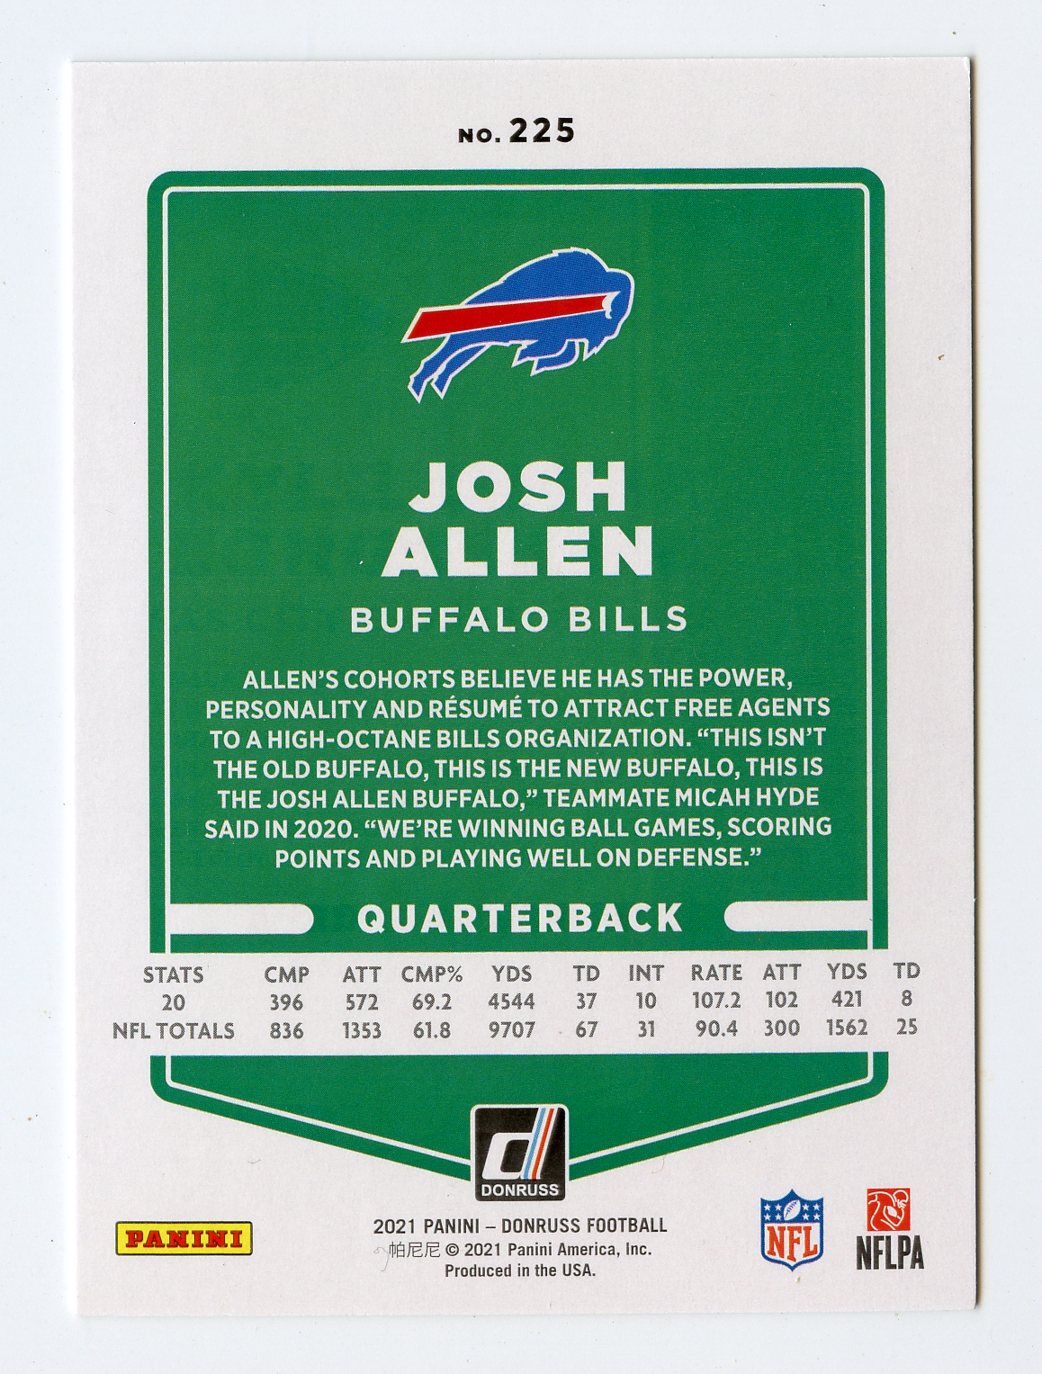 NO. 225
JOSH
ALLEN
BUFFALO BILLS
ALLEN'S COHORTS BELIEVE HE HAS THE POWER,
PERSONALITY AND RÉSUMÉ TO ATTRACT FREE AGENTS
TO A HIGH-OCTANE BILLS ORGANIZATION. “THIS ISN'T
THE OLD BUFFALO, THIS IS THE NEW BUFFALO, THIS IS
THE JOSH ALLEN BUFFALO,” TEAMMATE MICAH HYDE
SAID IN 2020. “WE'RE WINNING BALL GAMES, SCORING
POINTS AND PLAYING WELL ON DEFENSE.”
QUARTERBACK
STATS CMP ATT CMP% YDS TD INT RATE ATT YDS TD
20 396 572 69.2 4544 37 10 107.2 102 421 8
NFL TOTALS 836 1353 61.8 9707 67 31 90.4 300 1562 25
d
DONRUSS
PANINI
2021 PANINI – DONRUSS FOOTBALL
帕尼尼 © 2021 Panini America, Inc.
Produced in the USA.
NFL
NFLPA